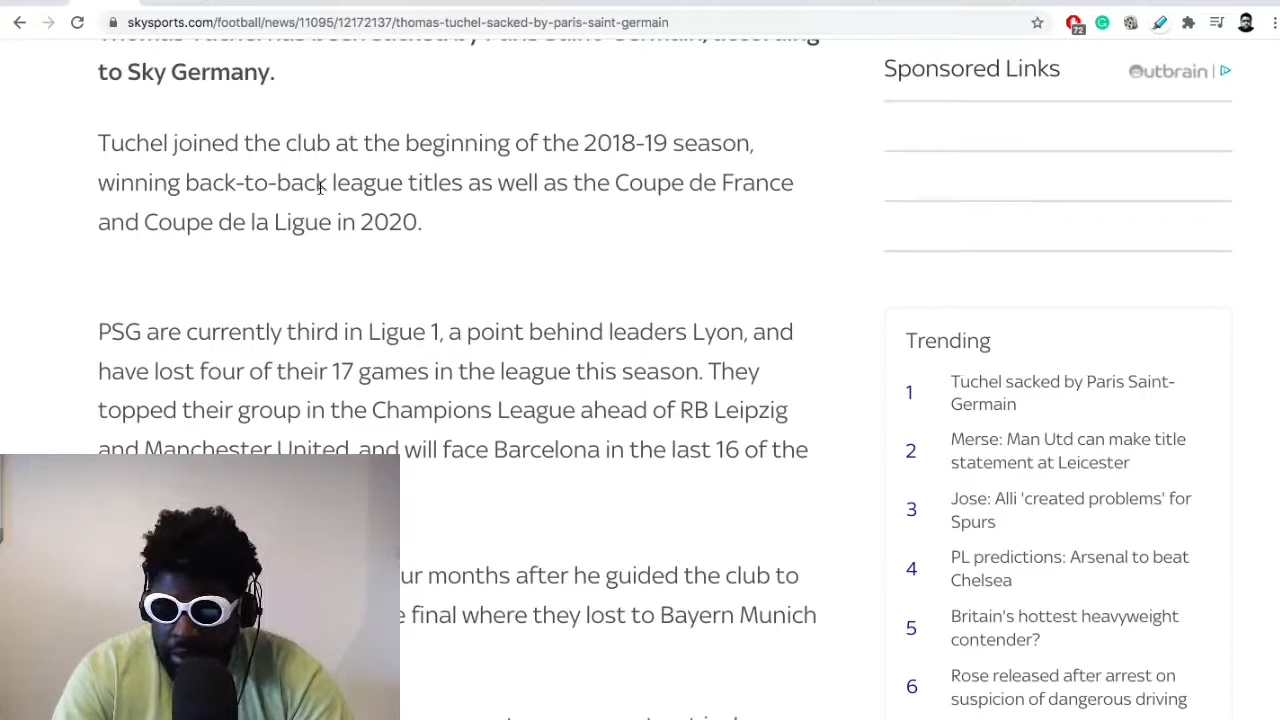 skysports.com/football/news/11095/12172137/thomas-tuchel-sacked-by-paris-saint-germain
72
to Sky Germany.
Tuchel joined the club at the beginning of the 2018-19 season,
winning back-to-back league titles as well as the Coupe de France
and Coupe de la Ligue in 2020.
PSG are currently third in Ligue 1, a point behind leaders Lyon, and
have lost four of their 17 games in the league this season. They
topped their group in the Champions League ahead of RB Leipzig
and Manchester United, and will face Barcelona in the last 16 of the
ur months after he guided the club to
e final where they lost to Bayern Munich
Sponsored Links
Outbrain
Trending
1 Tuchel sacked by Paris Saint-
Germain
2 Merse: Man Utd can make title
statement at Leicester
3 Jose: Alli 'created problems' for
Spurs
4 PL predictions: Arsenal to beat
Chelsea
5 Britain's hottest heavyweight
contender?
6 Rose released after arrest on
suspicion of dangerous driving